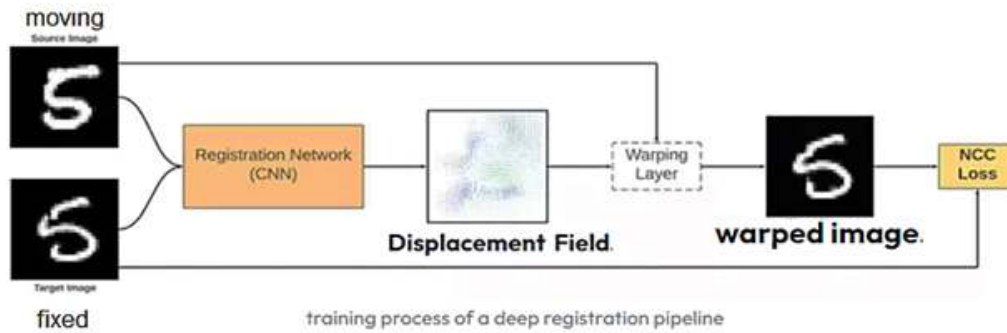 moving
Source Image
Registration Network
(CNN)
Displacement Field.
Warping
Layer
warped image.
NCC
Loss
Target Image
fixed
training process of a deep registration pipeline